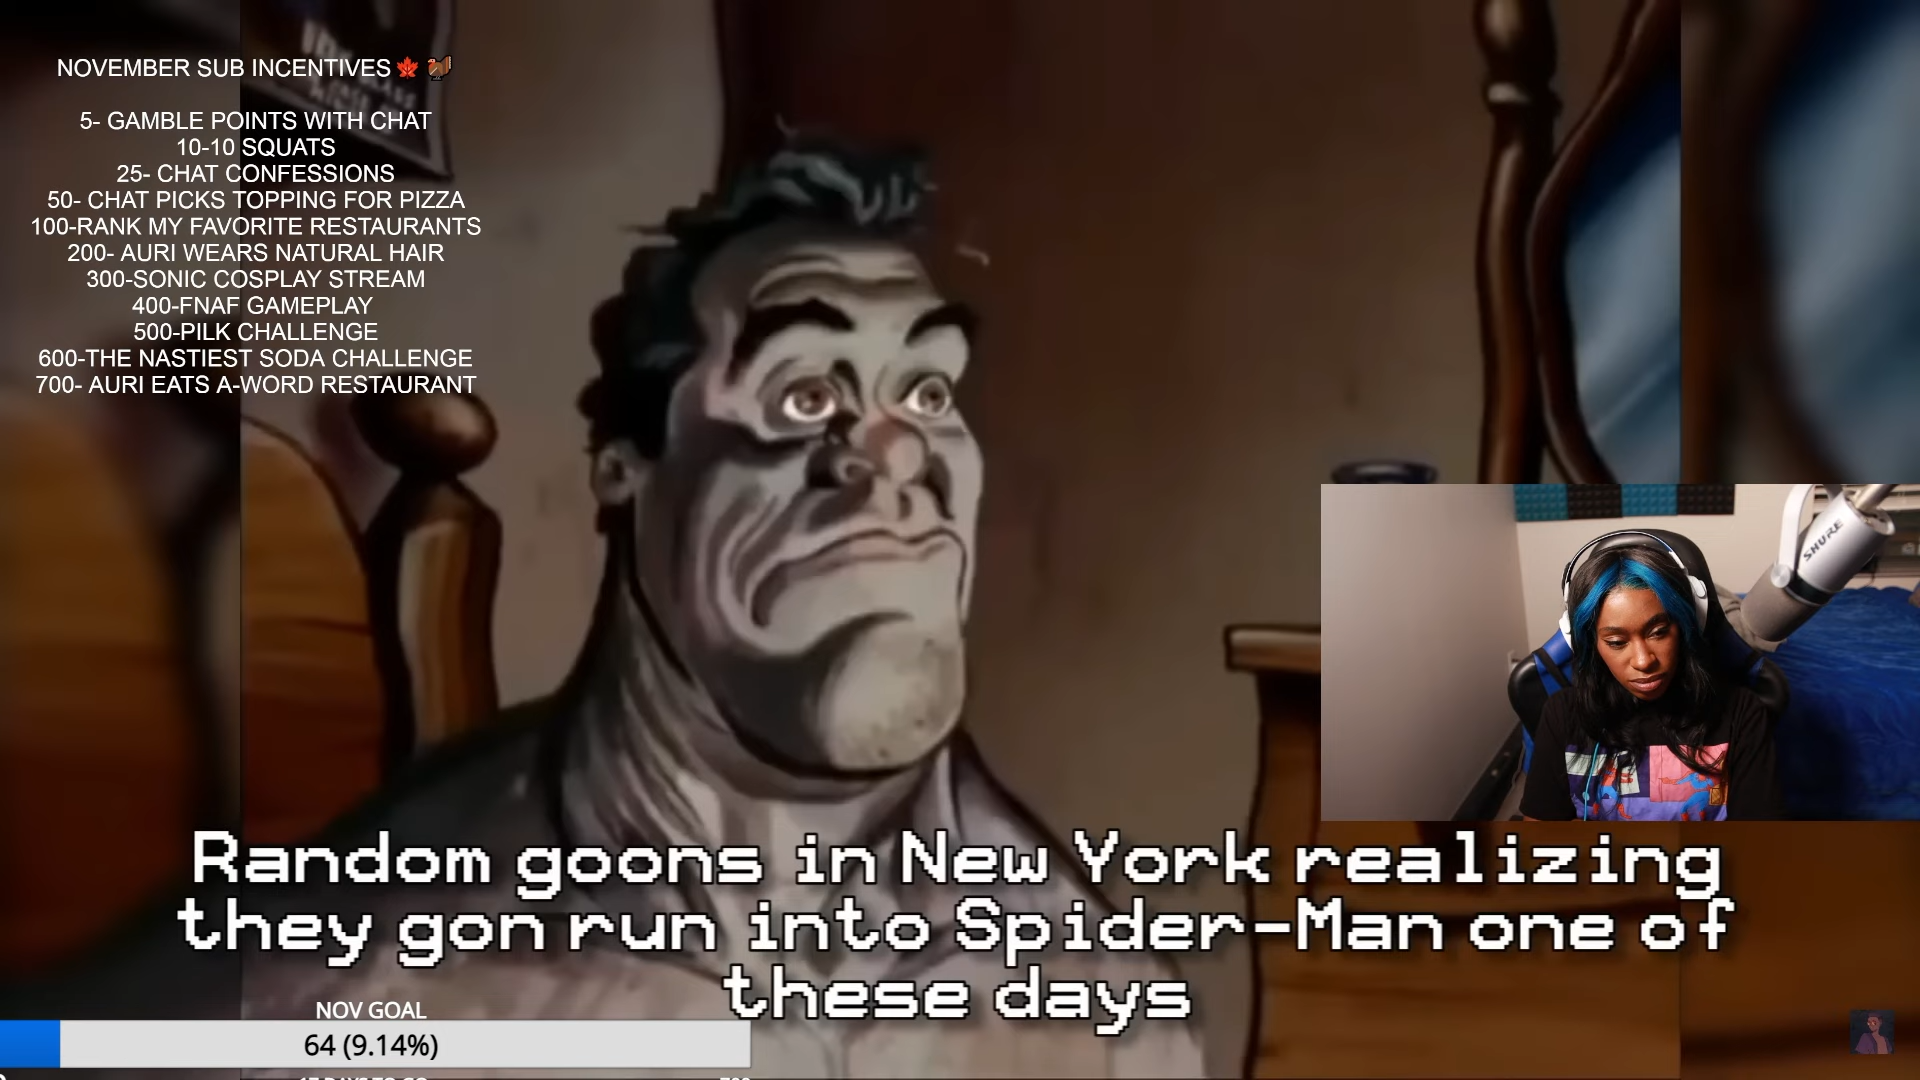 NOVEMBER SUB INCENTIVES🍁 🦃
5- GAMBLE POINTS WITH CHAT
10-10 SQUATS
25- CHAT CONFESSIONS
50- CHAT PICKS TOPPING FOR PIZZA
100-RANK MY FAVORITE RESTAURANTS
200- AURI WEARS NATURAL HAIR
300-SONIC COSPLAY STREAM
400-FNAF GAMEPLAY
500-PILK CHALLENGE
600-THE NASTIEST SODA CHALLENGE
700- AURI EATS A-WORD RESTAURANT
SHURE
Random goons in New York realizing
they gon run into Spider-Man one of
these days
NOV GOAL
64 (9.14%)